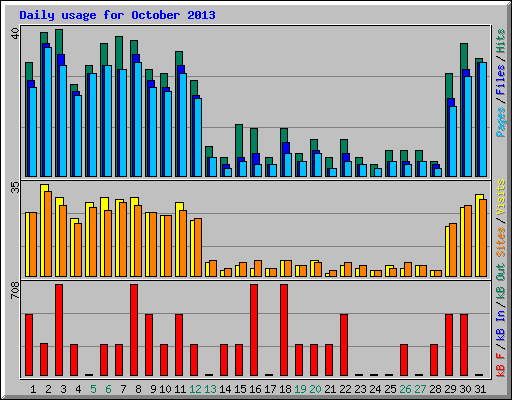 Daily usage for October 2013
40
Pages / Files / Hits
35
Sites / Visits
708
kB F / kB In / kB Out
1 2 3 4 5 6 7 8 9 10 11 12 13 14 15 16 17 18 19 20 21 22 23 24 25 26 27 28 29 30 31